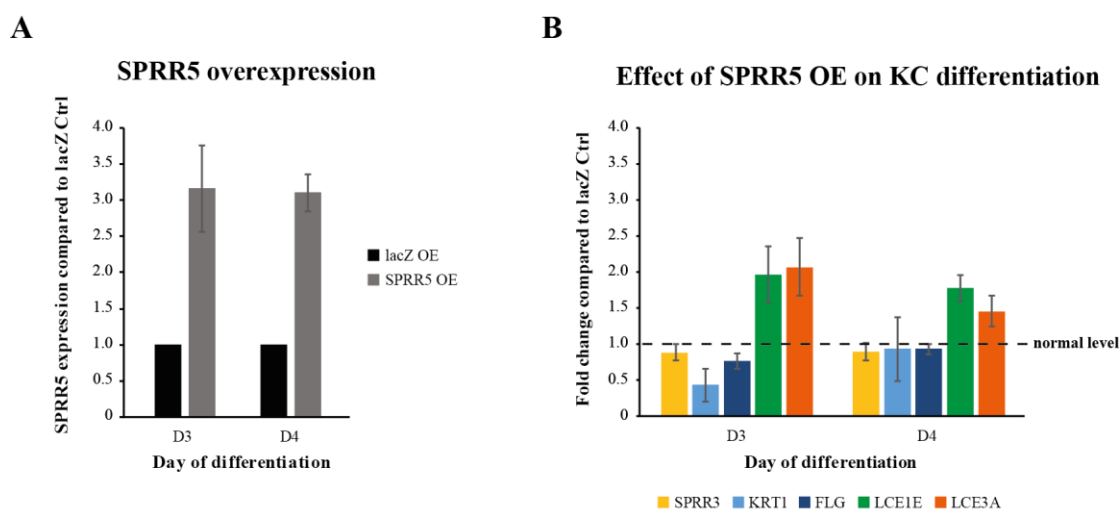 A
SPRR5 overexpression
SPRR5 expression compared to lacZ Ctrl
4.0
3.5
3.0
2.5
2.0
1.5
1.0
0.5
0
D3 D4
Day of differentiation
lacZ OE
SPRR5 OE
B
Effect of SPRR5 OE on KC differentiation
Fold change compared to lacZ Ctrl
4.0
3.5
3.0
2.5
2.0
1.5
1.0
0.5
0
normal level
D3 D4
Day of differentiation
SPRR3 KRT1 FLG LCE1E LCE3A